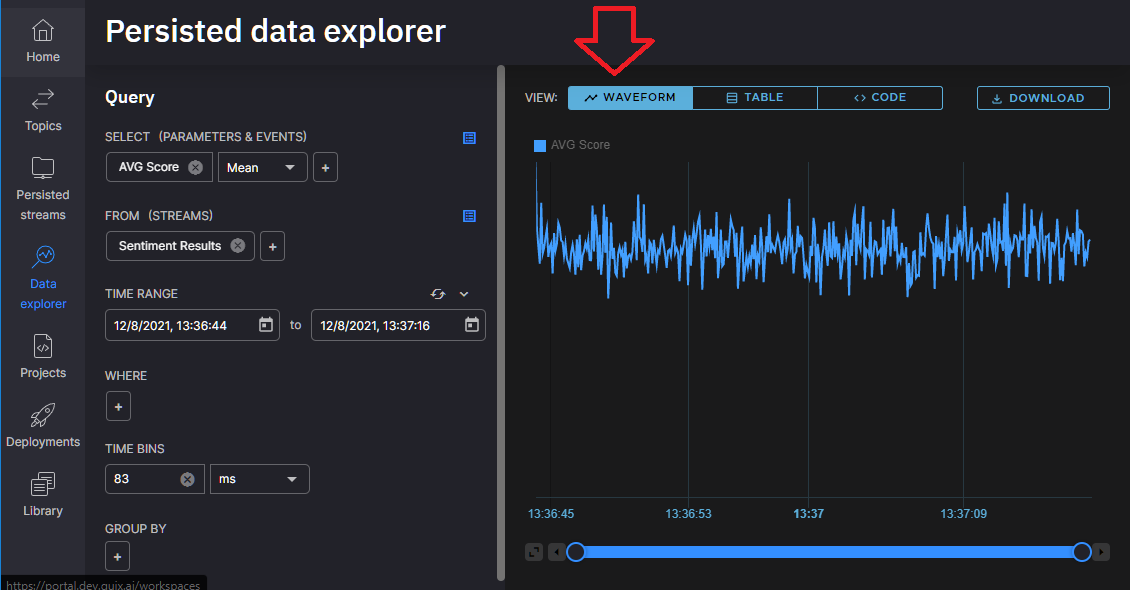 Persisted data explorer
Home
Topics
Persisted
streams
Data
explorer
Projects
Deployments
Library
Query
SELECT (PARAMETERS & EVENTS)
AVG Score
Mean
+
FROM (STREAMS)
Sentiment Results
+
TIME RANGE
12/8/2021, 13:36:44
to
12/8/2021, 13:37:16
WHERE
+
TIME BINS
83
ms
GROUP BY
+
VIEW:
WAVEFORM
TABLE
CODE
DOWNLOAD
AVG Score
13:36:45
13:36:53
13:37
13:37:09
https://portal.dev.quix.ai/workspaces